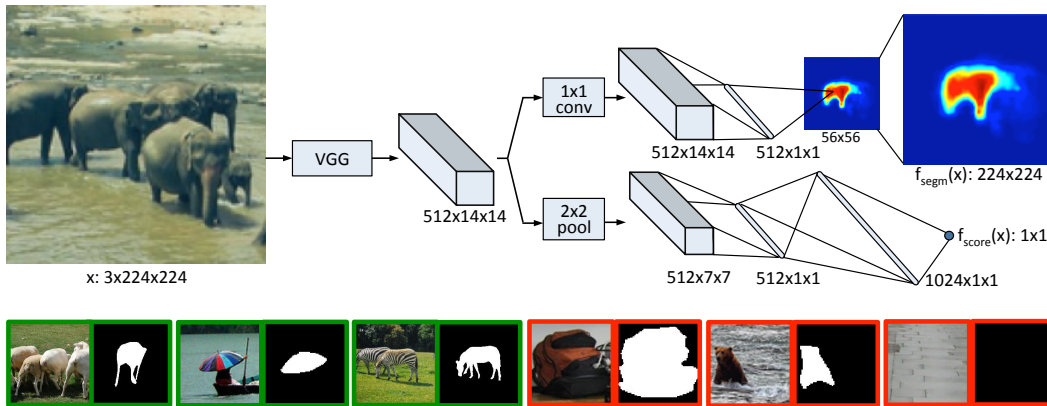 x: 3x224x224
VGG
512x14x14
1x1
conv
512x14x14
512x1x1
56x56
f_segm(x): 224x224
2x2
pool
512x7x7
512x1x1
1024x1x1
f_score(x): 1x1